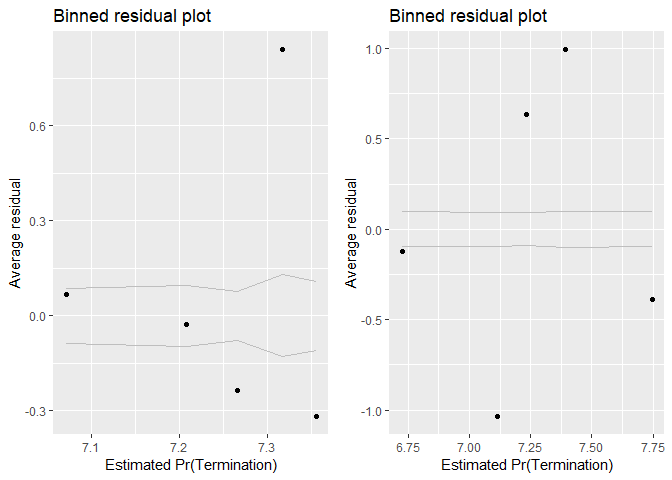 Binned residual plot
Average residual
0.6
0.3
0.0
-0.3
7.1 7.2 7.3
Estimated Pr(Termination)
Binned residual plot
Average residual
1.0
0.5
0.0
-0.5
-1.0
6.75 7.00 7.25 7.50 7.75
Estimated Pr(Termination)